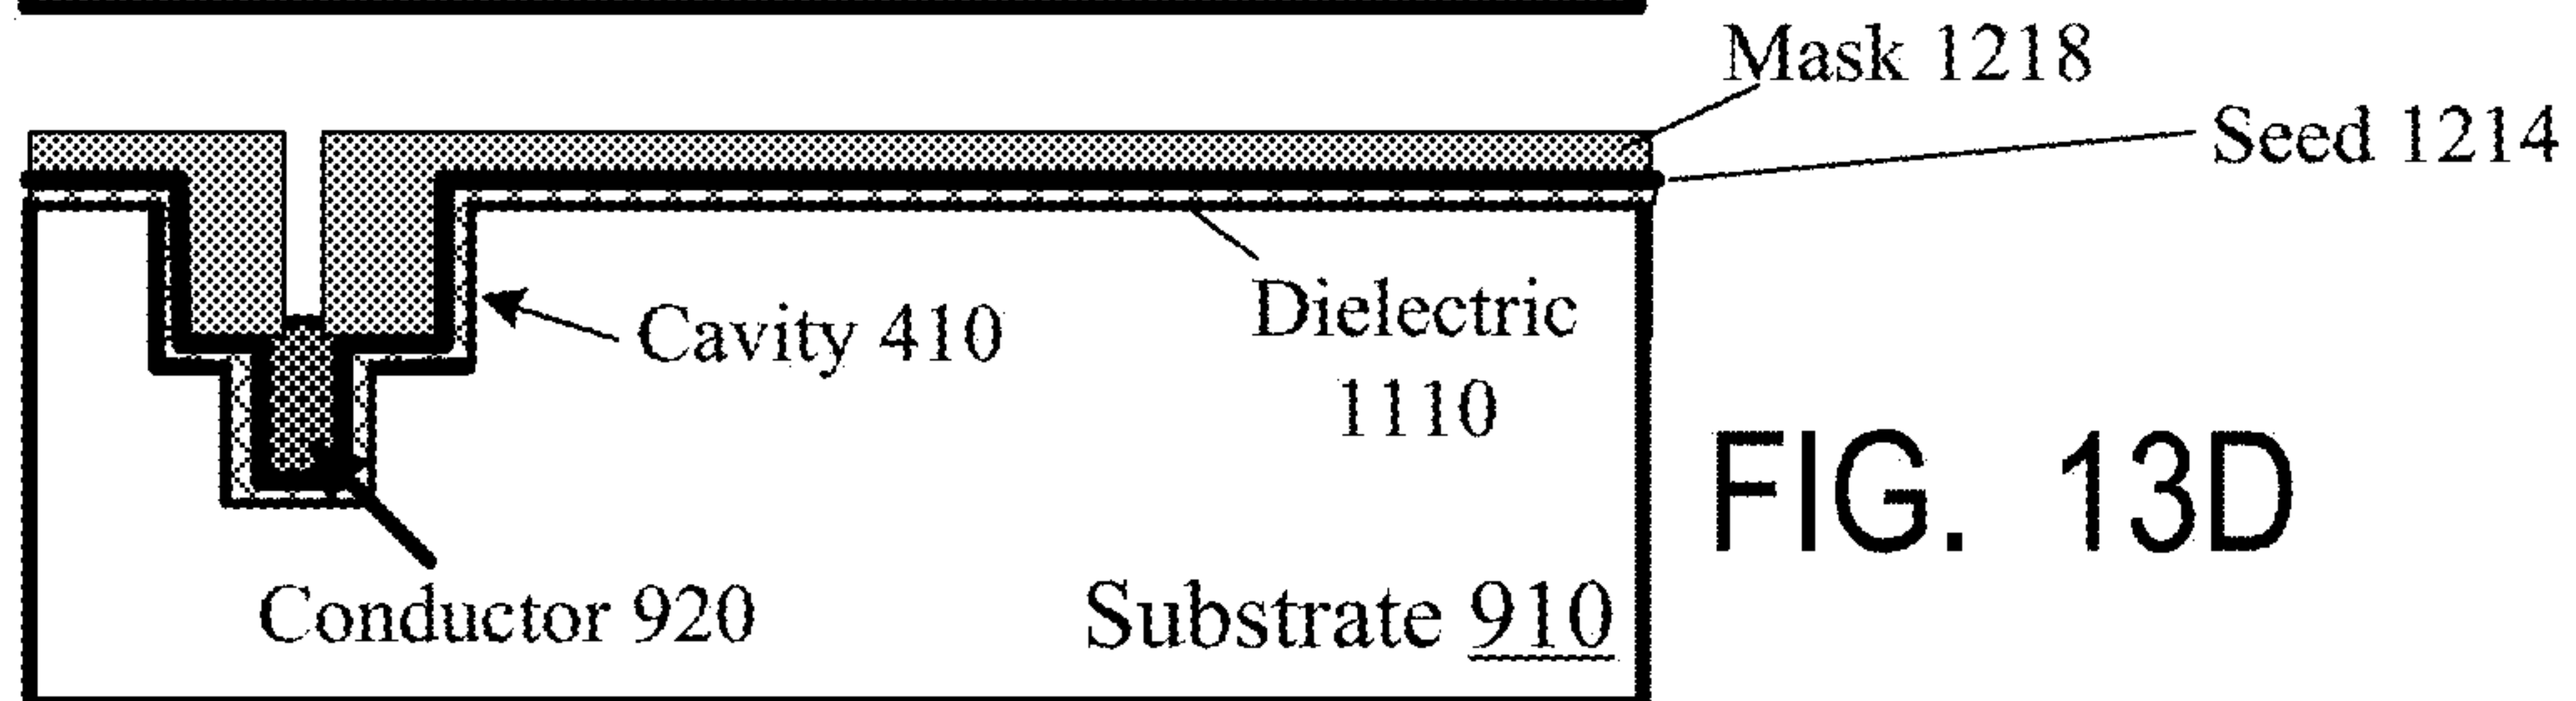 Mask 1218
Seed 1214
Cavity 410
Dielectric
1110
FIG. 13D
Conductor 920
Substrate 910